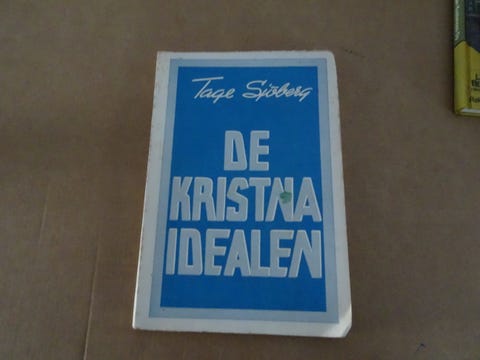 Tage Sjöberg
DE
KRISTNA
IDEALEN